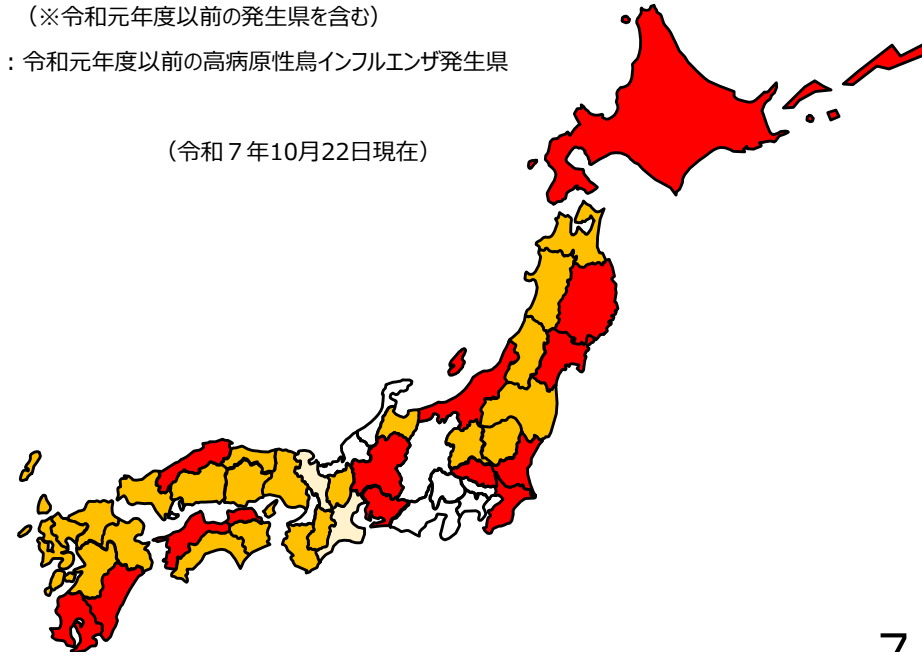 （※令和元年度以前の発生県を含む）
：令和元年度以前の高病原性鳥インフルエンザ発生県
（令和７年10月22日現在）
7